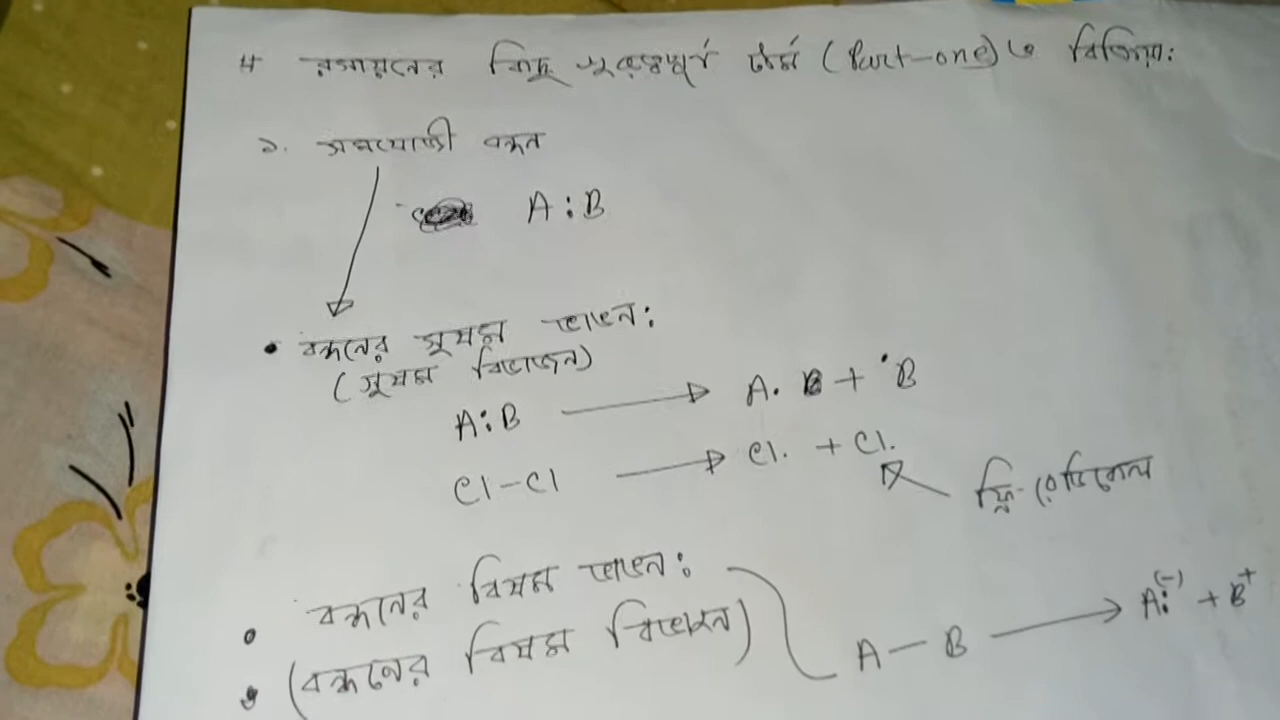 # রসায়নের কিছু গুরুত্বপূর্ণ টার্ম (Part-one) ও বিক্রিয়া:
১. সমযোজী বন্ধন
A:B
• বন্ধনের সুষম ভাঙন:
(সুষম বিভাজন)
A:B → A. + .B
Cl-Cl → Cl. + Cl.
ফ্রি-রেডিকেল
• বন্ধনের বিষম ভাঙন:
• (বন্ধনের বিষম বিভাজন)
A — B → A:(-) + B+